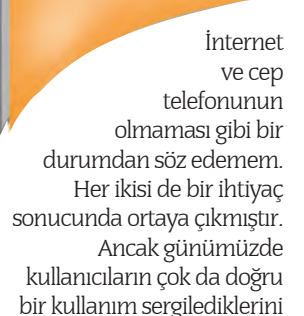 İnternet
ve cep
telefonunun
olmaması gibi bir
durumdan söz edemem.
Her ikisi de bir ihtiyaç
sonucunda ortaya çıkmıştır.
Ancak günümüzde
kullanıcıların çok da doğru
bir kullanım sergilediklerini